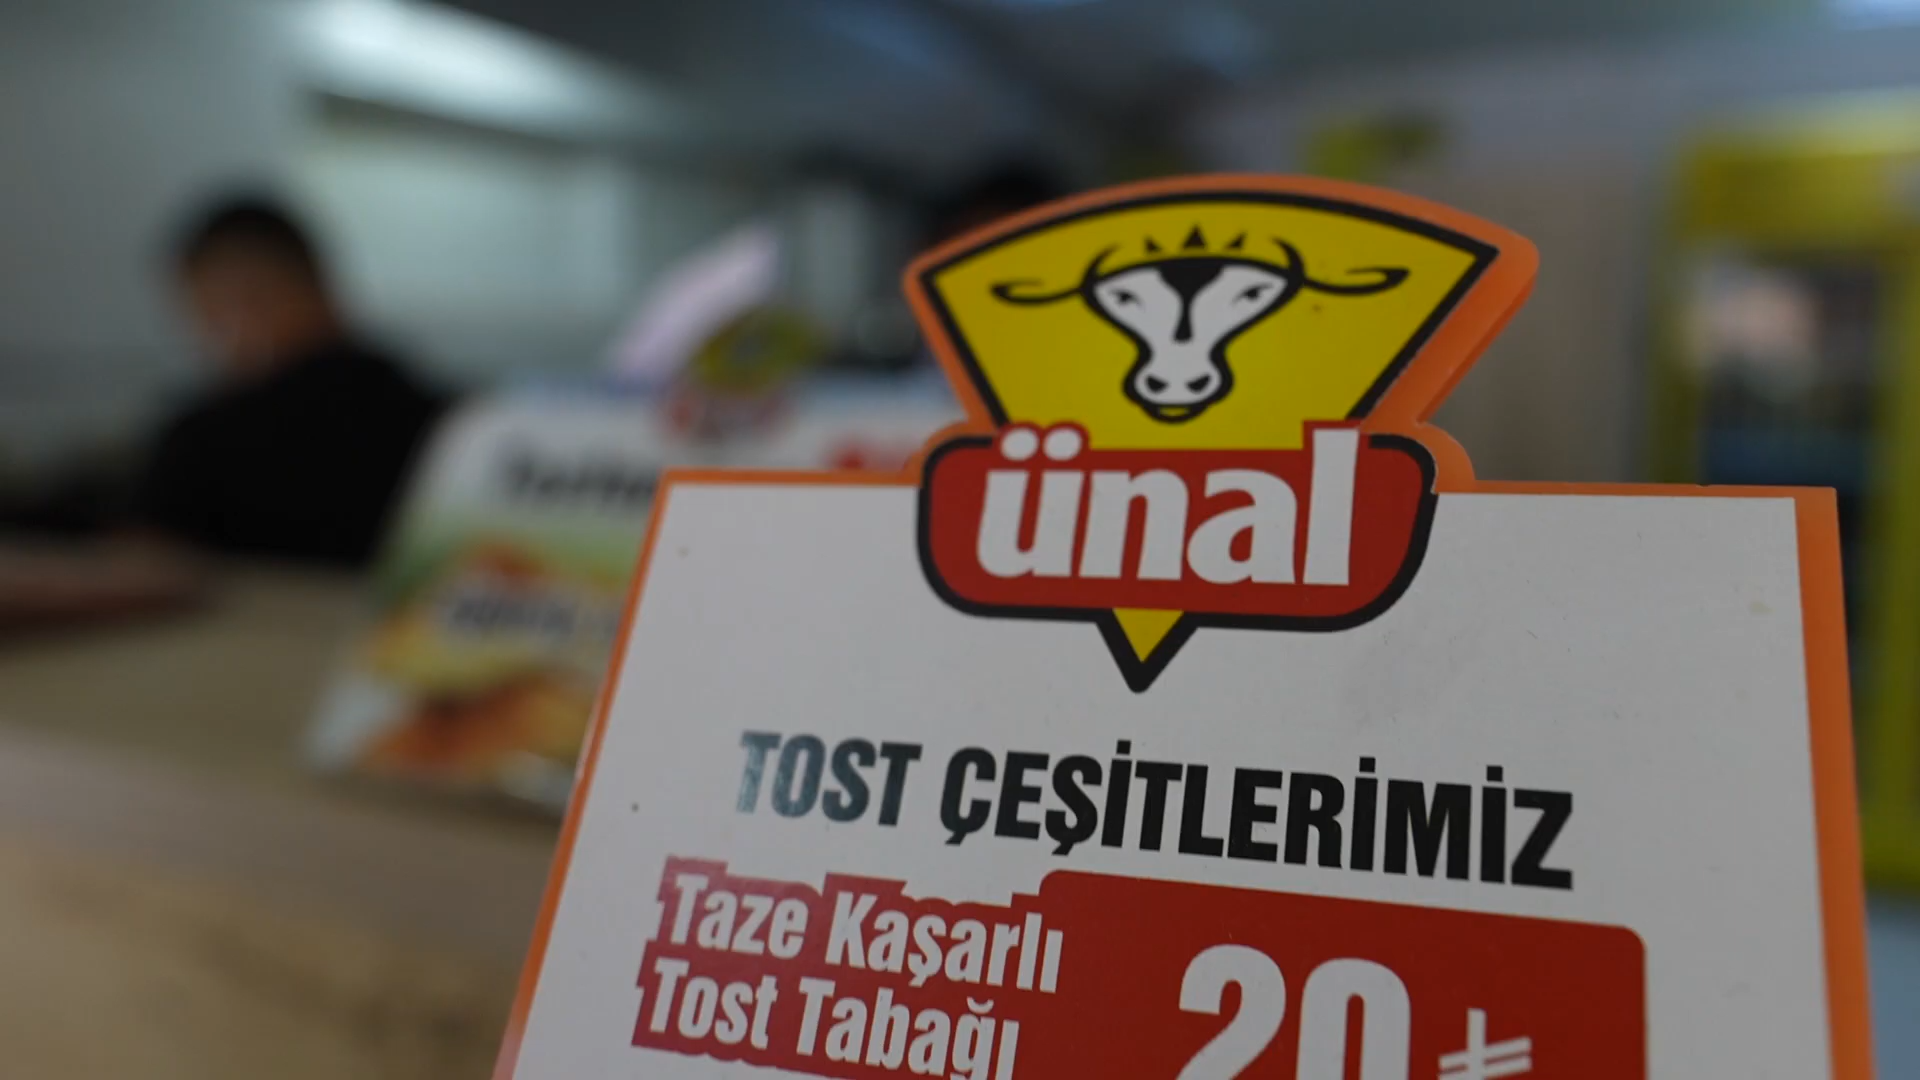 ünal
TOST ÇEŞİTLERİMİZ
Taze Kaşarlı
Tost Tabağı
20 ₺